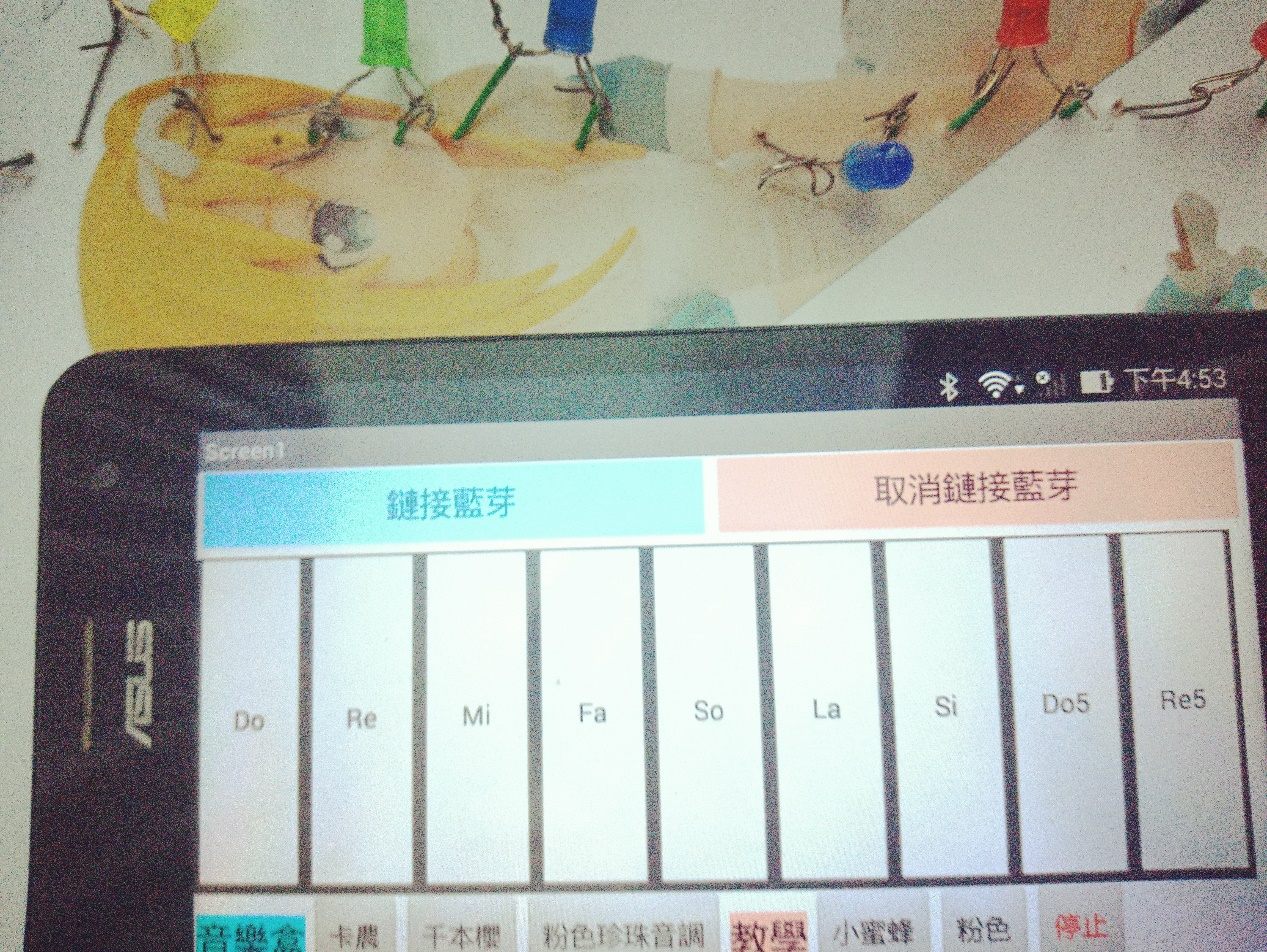 下午4:53
Screen1
鏈接藍芽 取消鏈接藍芽
ASUS
Do Re Mi Fa So La Si Do5 Re5
音樂盒 卡農 千本櫻 粉色珍珠音調 教學 小蜜蜂 粉色 停止